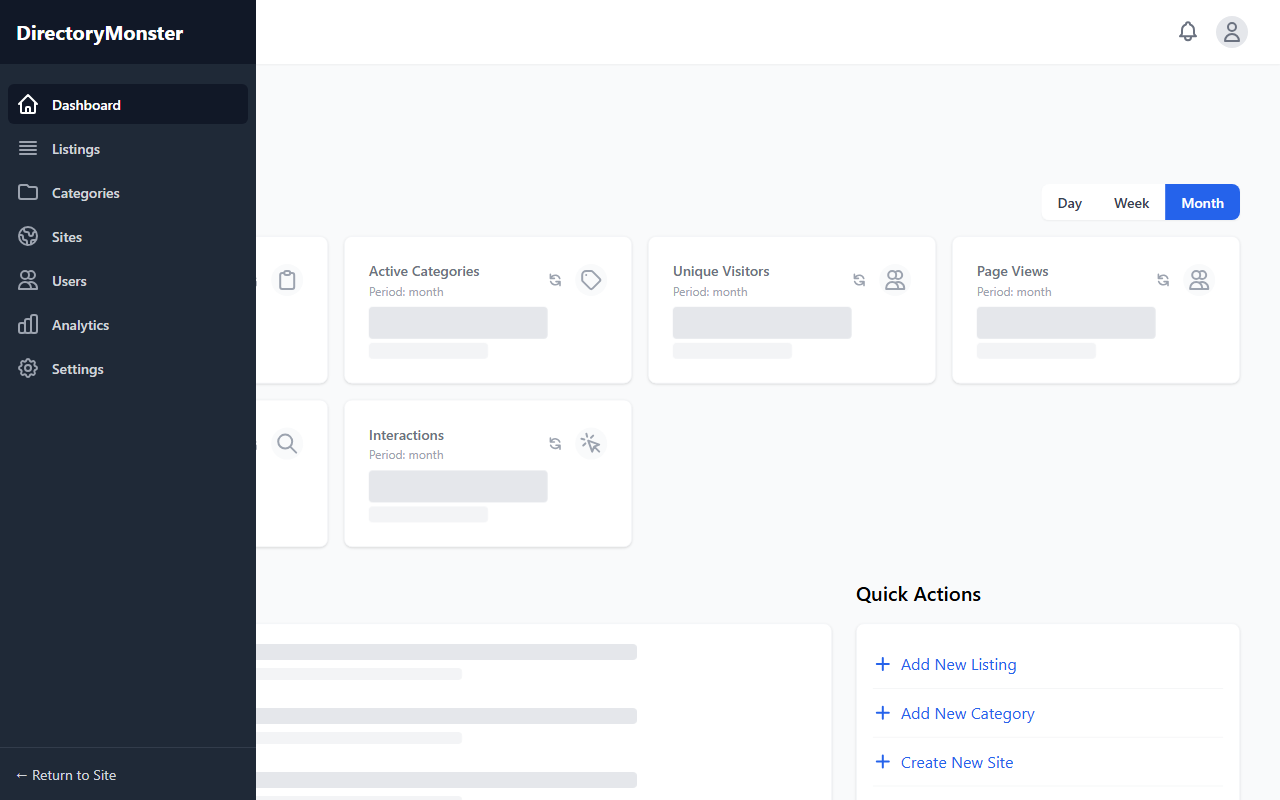 DirectoryMonster
Dashboard
Listings
Categories
Sites
Users
Analytics
Settings
← Return to Site
Day Week Month
Active Categories
Period: month
Unique Visitors
Period: month
Page Views
Period: month
Interactions
Period: month
Quick Actions
Add New Listing
Add New Category
Create New Site